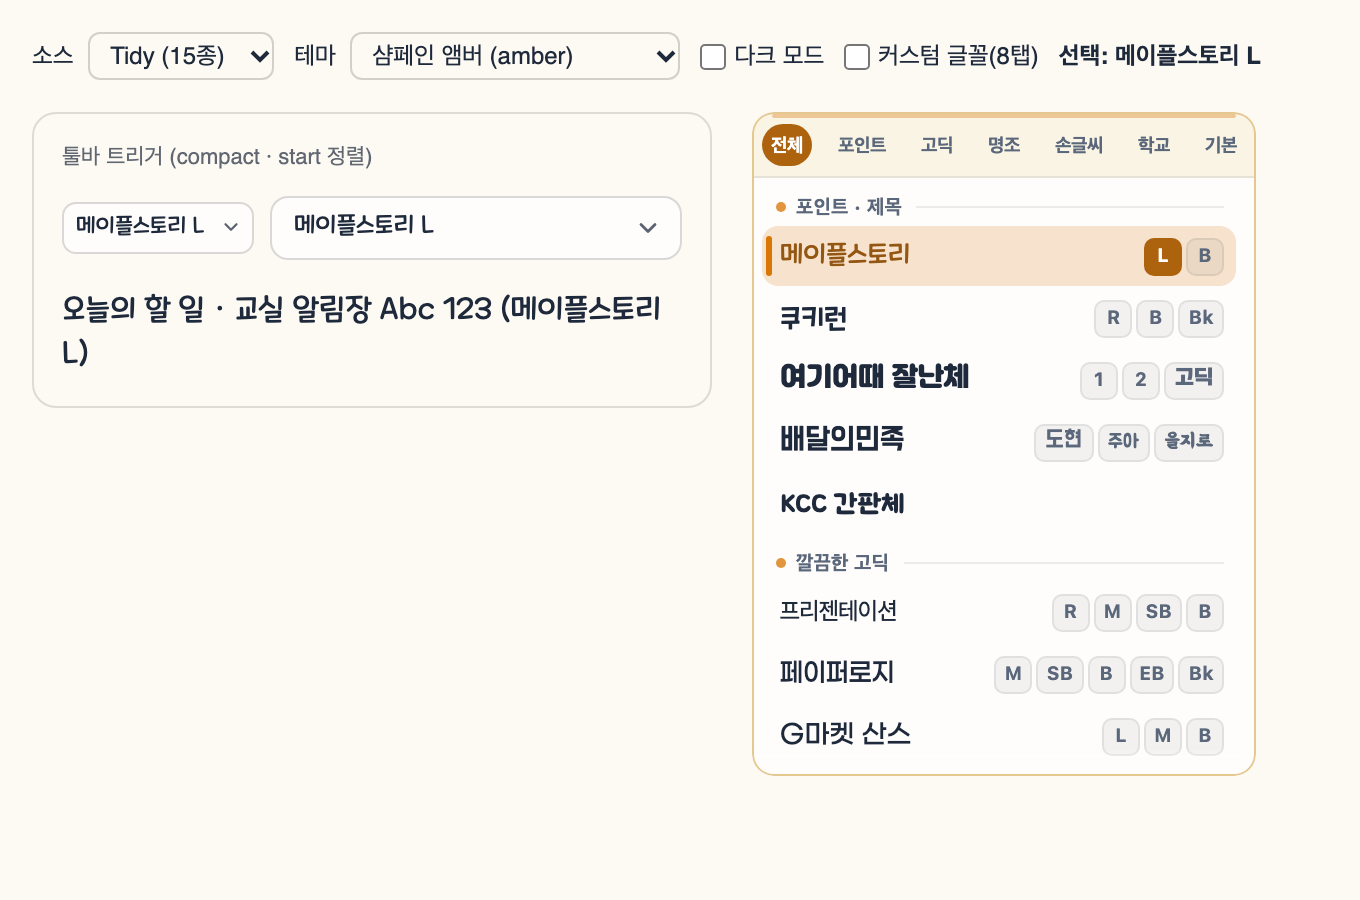 소스 Tidy (15종) 테마 샴페인 앰버 (amber) 다크 모드 커스텀 글꼴(8탭) 선택: 메이플스토리 L
툴바 트리거 (compact · start 정렬)
메이플스토리 L 메이플스토리 L
오늘의 할 일 · 교실 알림장 Abc 123 (메이플스토리
L)
전체 포인트 고딕 명조 손글씨 학교 기본
포인트 · 제목
메이플스토리 L B
쿠키런 R B Bk
여기어때 잘난체 1 2 고딕
배달의민족 도현 주아 을지로
KCC 간판체
깔끔한 고딕
프리젠테이션 R M SB B
페이퍼로지 M SB B EB Bk
G마켓 산스 L M B